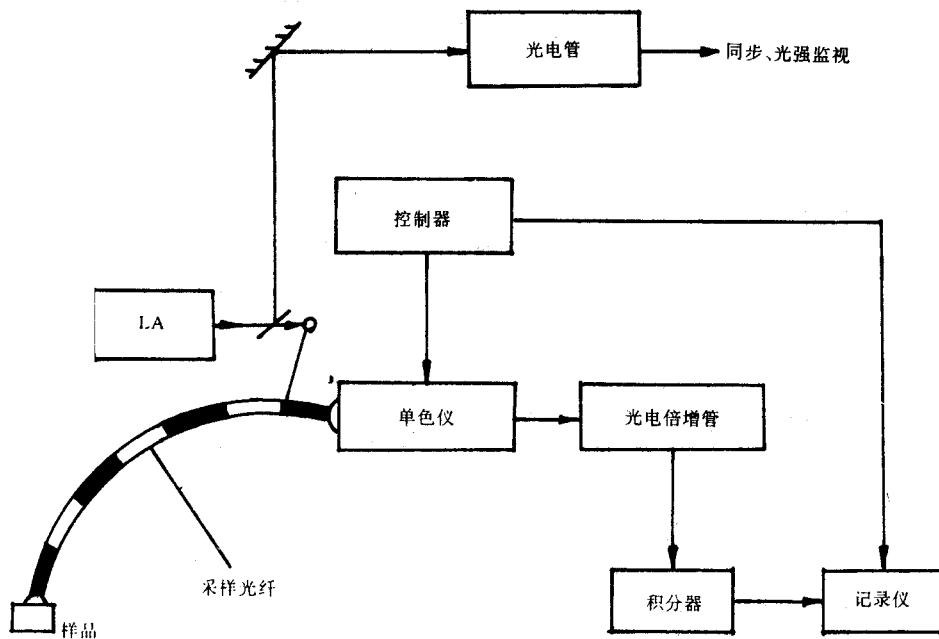 光电管
同步、光强监视
控制器
LA
单色仪
光电倍增管
采样光纤
积分器
记录仪
样品